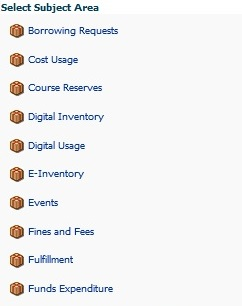 Select Subject Area
Borrowing Requests
Cost Usage
Course Reserves
Digital Inventory
Digital Usage
E-Inventory
Events
Fines and Fees
Fulfillment
Funds Expenditure